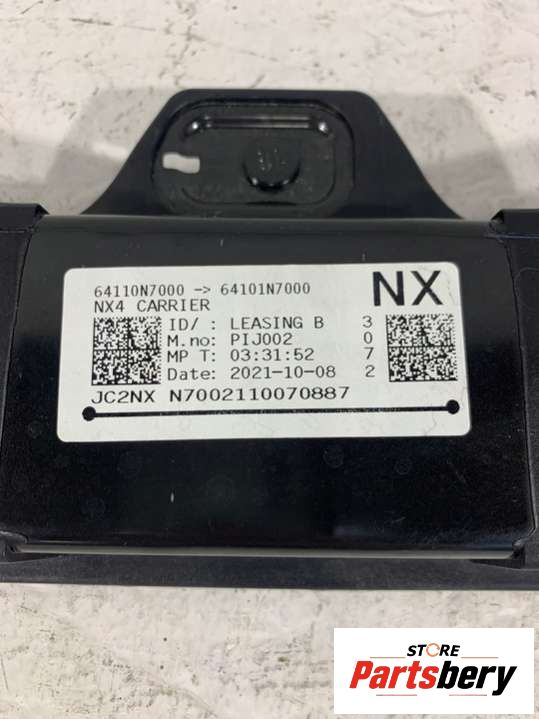 64110N7000 -> 64101N7000
NX4 CARRIER
NX
ID/ : LEASING B
M.no: PIJ002
MP T: 03:31:52
Date: 2021-10-08
3
0
7
2
JC2NX N7002110070887
STORE
Partsbery